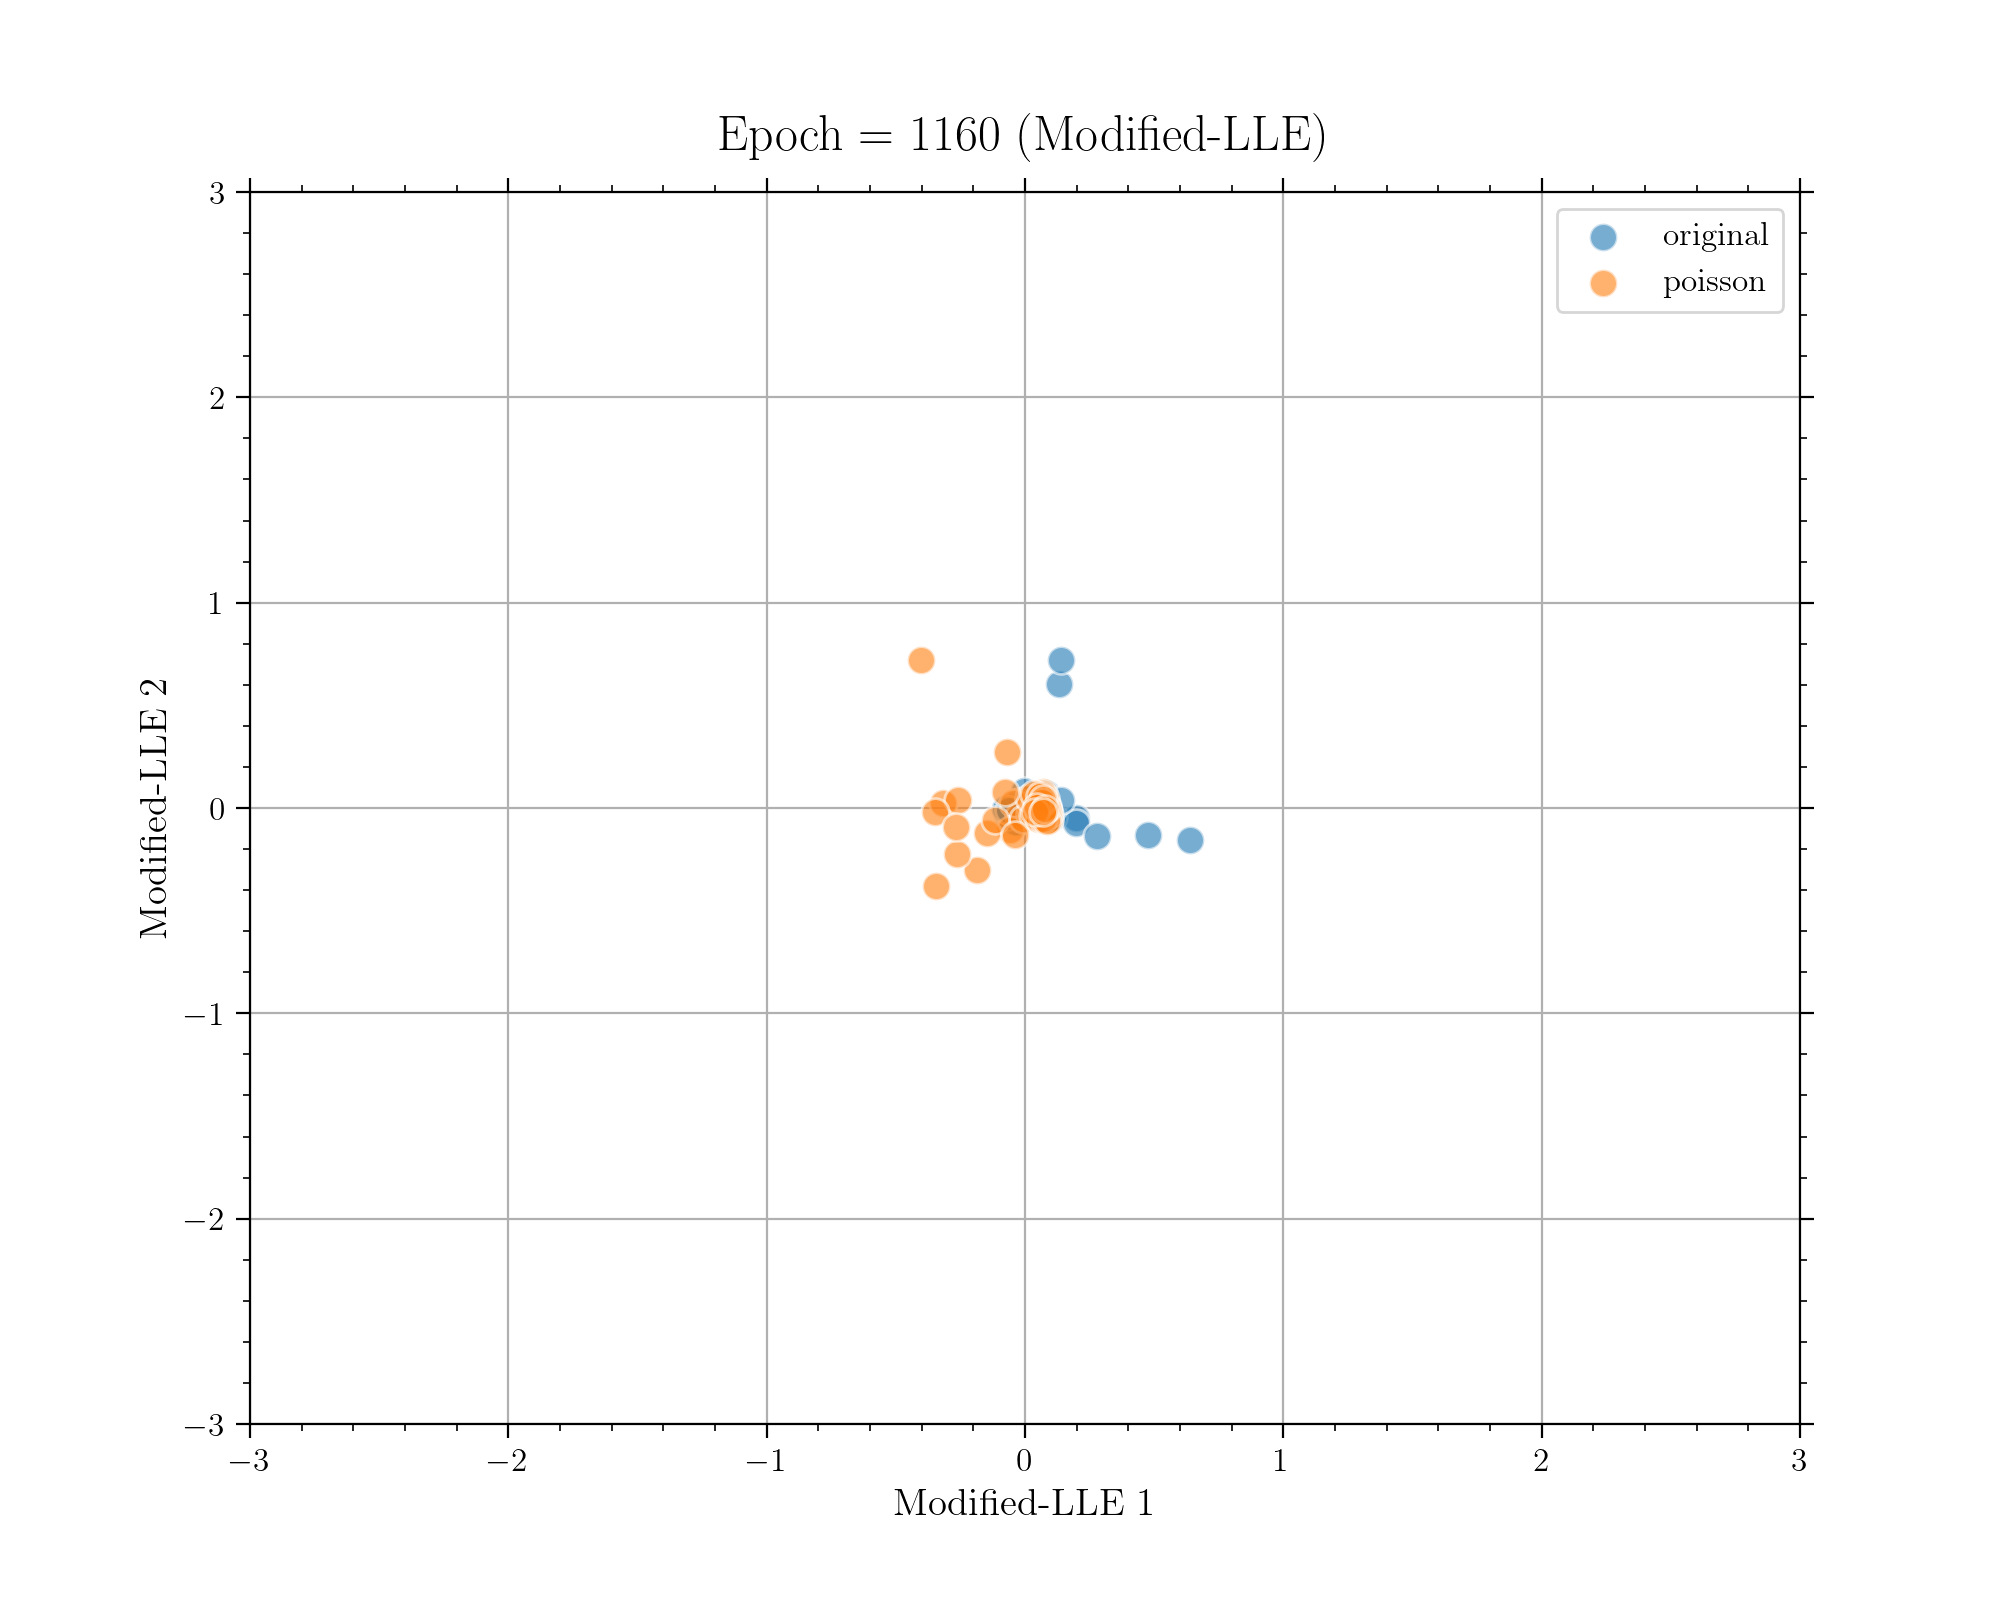 Epoch = 1160 (Modified-LLE)
original
poisson
3
2
1
0
−1
−2
−3
Modified-LLE 2
−3
−2
−1
0
1
2
3
Modified-LLE 1